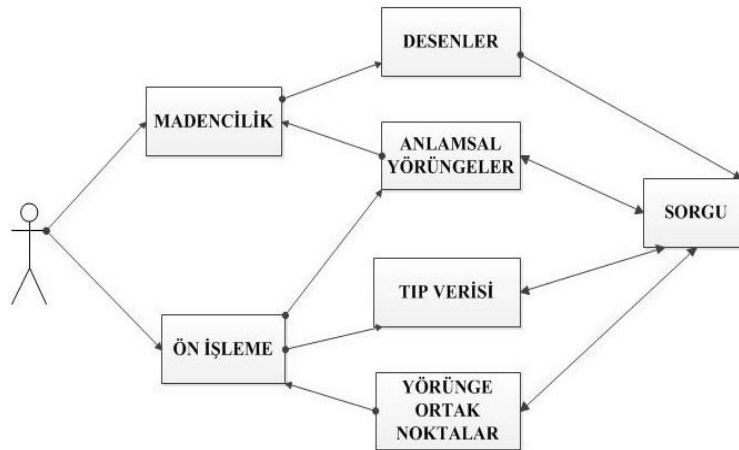 DESENLER
MADENCİLİK
ANLAMSAL
YÖRÜNGELER
SORGU
TIP VERİSİ
ÖN İŞLEME
YÖRÜNGE
ORTAK
NOKTALAR